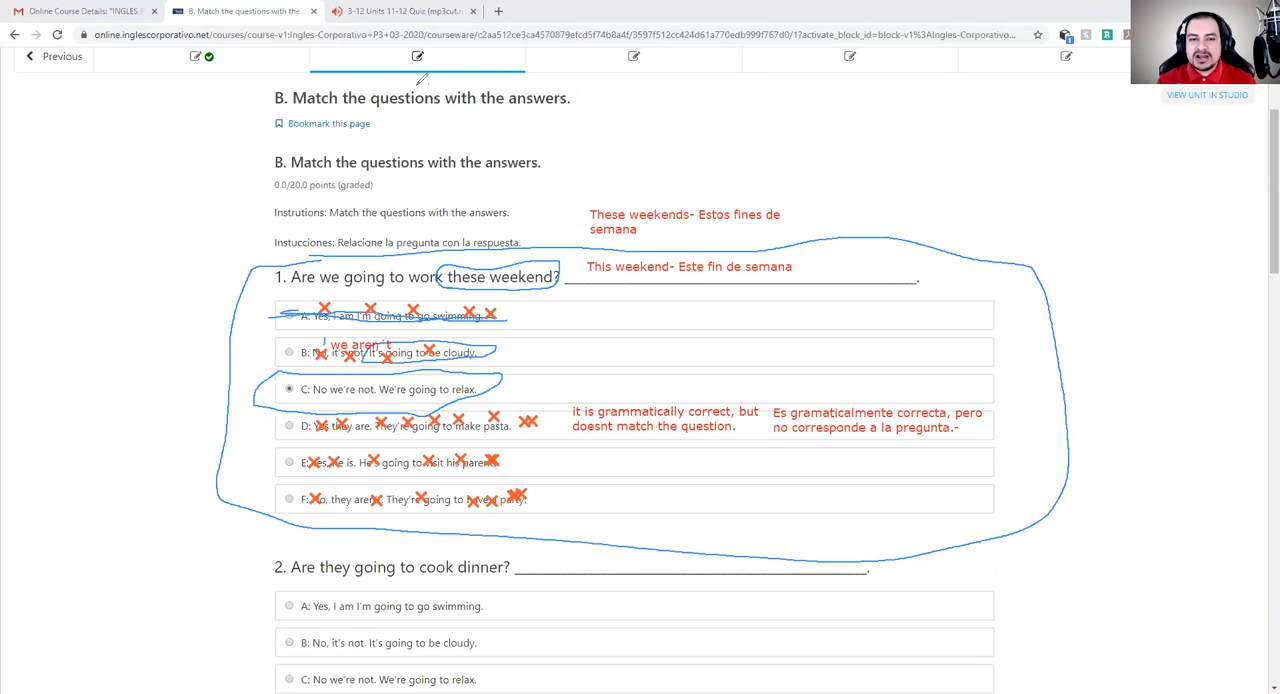 Online Course Details: "INGLES P
B. Match the questions with the
3-12 Units 11-12 Quiz (mp3cut.
online.inglescorporativo.net/courses/course-v1:Ingles-Corporativo+P3+03-2020/courseware/c4aa512ce3ca4570879efcd5f74b8a4f/3597f512cc424d61a770edb999f767d0/1?activate_block_id=block-v1%3AIngles-Corporativo...
Previous
VIEW UNIT IN STUDIO
B. Match the questions with the answers.
Bookmark this page
B. Match the questions with the answers.
0.0/20.0 points (graded)
Instrutions: Match the questions with the answers.
These weekends- Estos fines de
semana
Instucciones: Relacione la pregunta con la respuesta.
This weekend- Este fin de semana
1. Are we going to work these weekend? ______________________________.
A: Yes, I am I'm going to go swimming.
we aren´t
B: No, it's not. It's going to be cloudy.
C: No we're not. We're going to relax.
it is grammatically correct, but
doesnt match the question.
Es gramaticalmente correcta, pero
no corresponde a la pregunta.-
D: Yes they are. They're going to make pasta.
E: Yes, he is. He's going to visit his parents.
F: No, they aren't. They're going to have a party.
2. Are they going to cook dinner? ______________________________.
A: Yes, I am I'm going to go swimming.
B: No, it's not. It's going to be cloudy.
C: No we're not. We're going to relax.